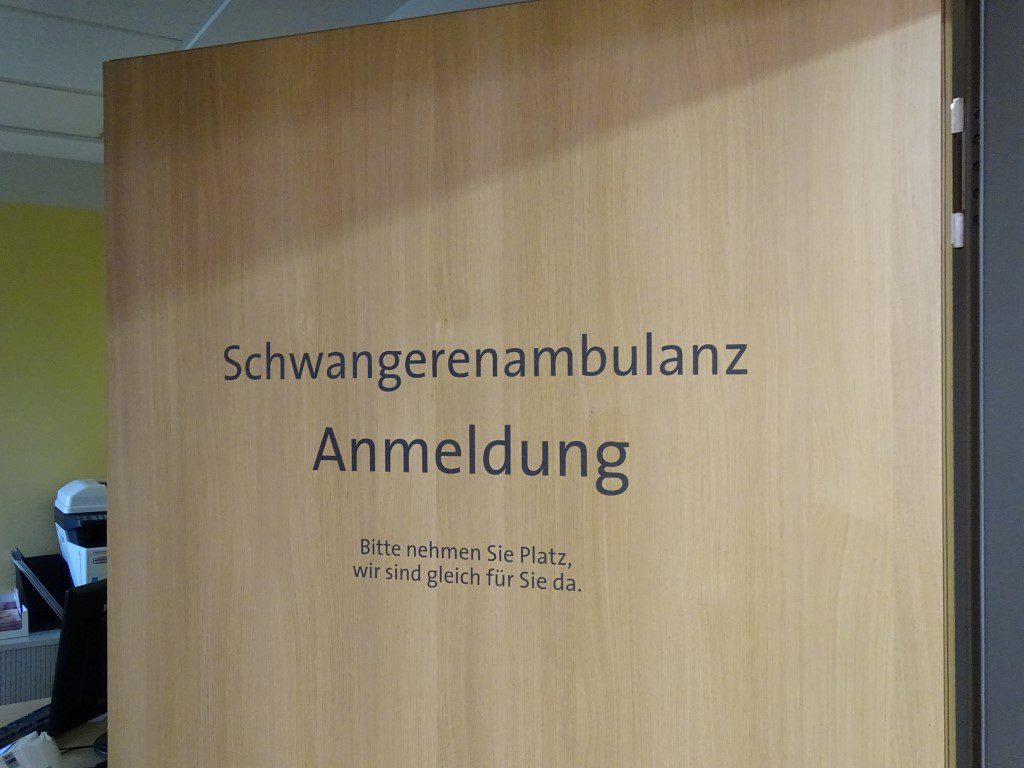 Schwangerenambulanz
Anmeldung
Bitte nehmen Sie Platz,
wir sind gleich für Sie da.